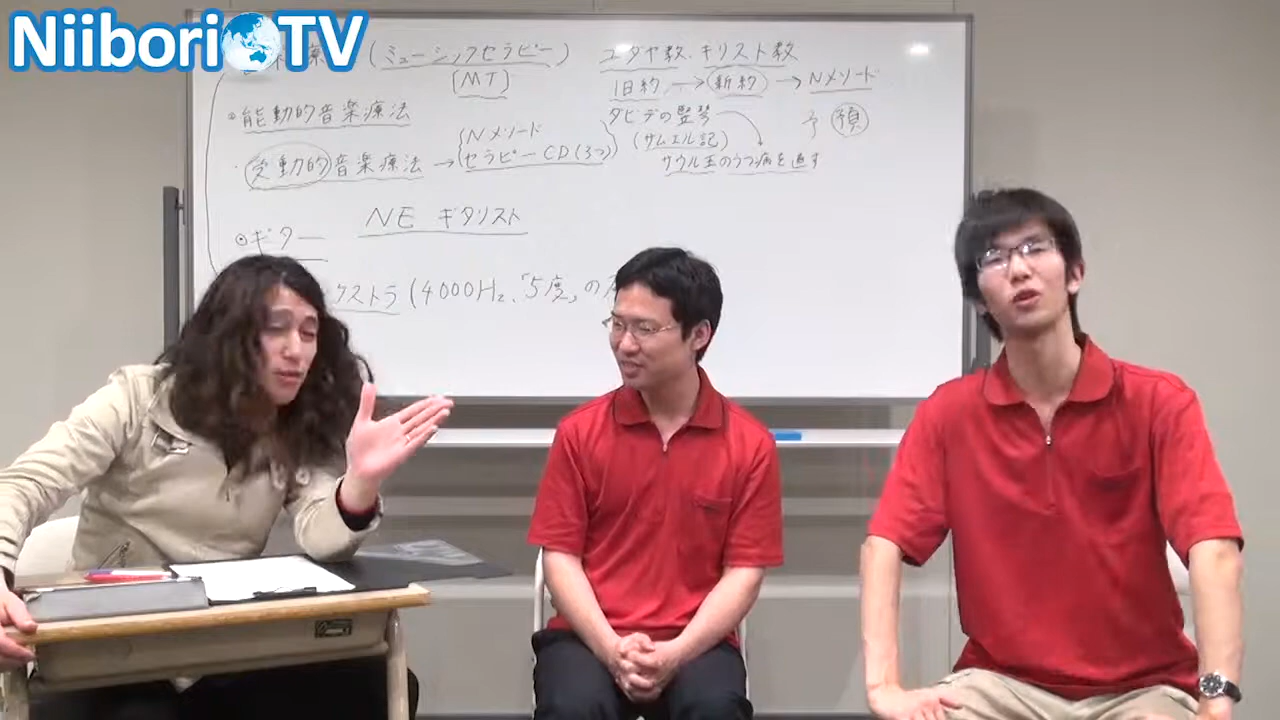 Niibori TV
療 (ミューシックセラピー)
[MT]
・能動的音楽療法
・受動的音楽療法 →
Nメソード
セラピーCD(3つ)
ユダヤ教、キリスト教
旧約 → 新約 → Nメソード
ダビデの竪琴
(サムエル記)
サウル王のうつ病を直す
予 預
◎ギター
NE ギタリスト
ケストラ (4000Hz、「5度」の